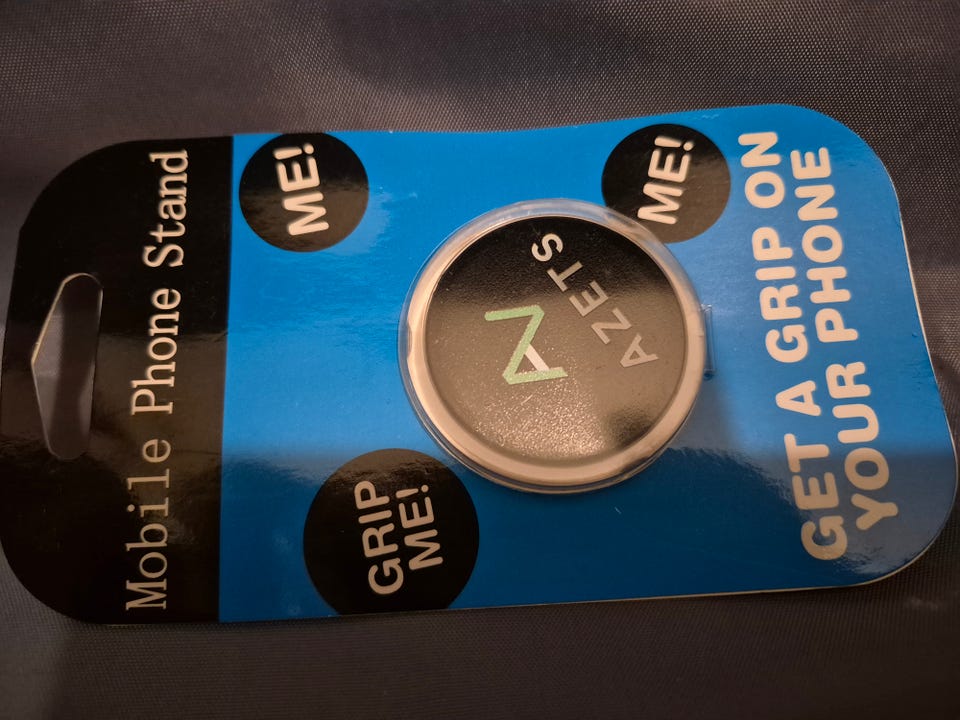 Mobile Phone Stand
ME!
GRIP
ME!
AZETS
ME!
GET A GRIP ON
YOUR PHONE